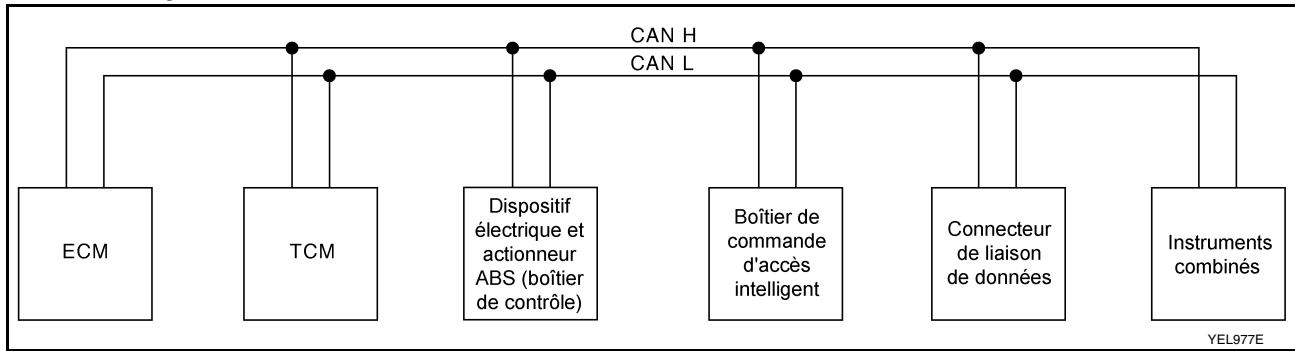 CAN H
CAN L
ECM
TCM
Dispositif
électrique et
actionneur
ABS (boîtier
de contrôle)
Boîtier de
commande
d'accès
intelligent
Connecteur
de liaison
de données
Instruments
combinés
YEL977E